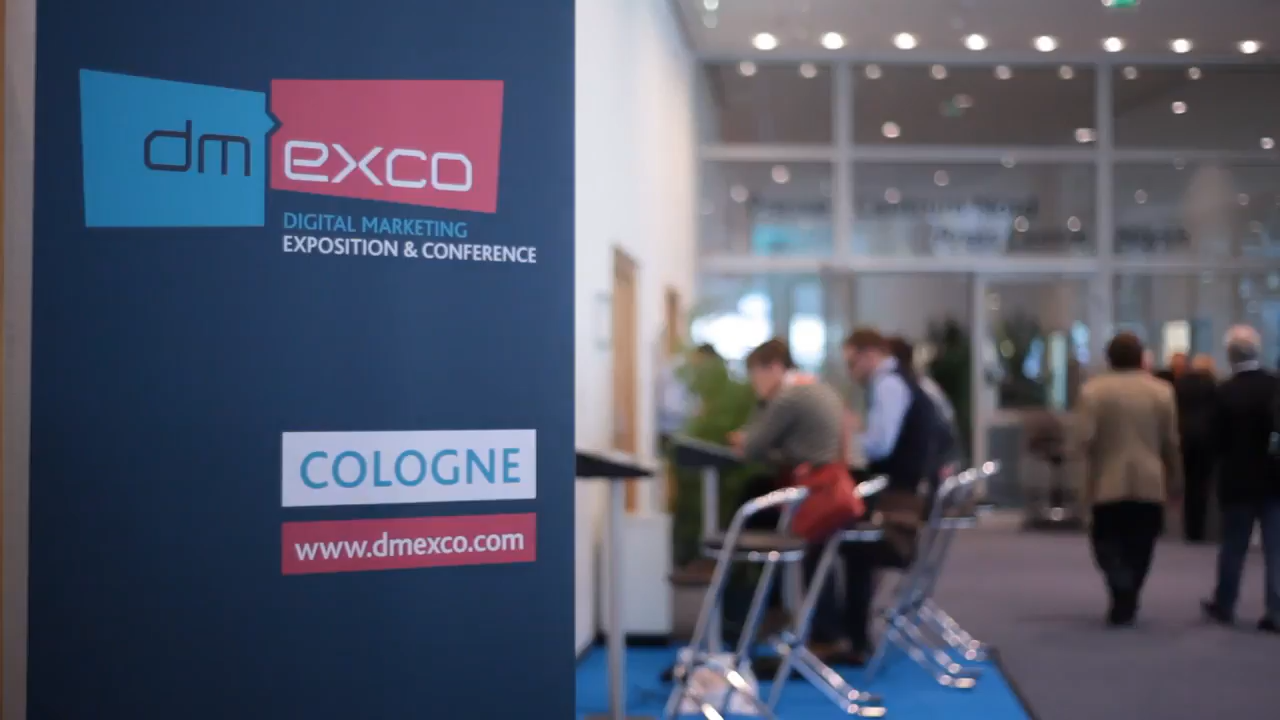 dm exco
DIGITAL MARKETING
EXPOSITION & CONFERENCE
COLOGNE
www.dmexco.com